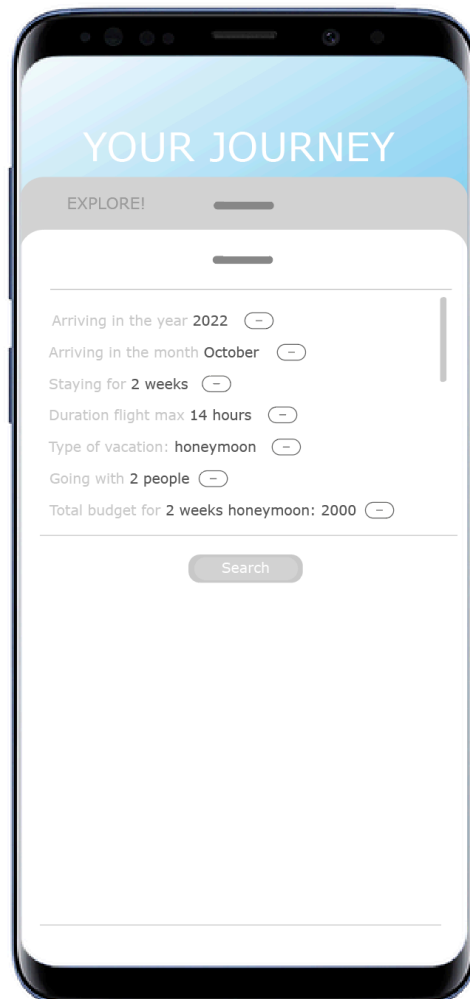 YOUR JOURNEY
EXPLORE!
Arriving in the year 2022 −
Arriving in the month October −
Staying for 2 weeks −
Duration flight max 14 hours −
Type of vacation: honeymoon −
Going with 2 people −
Total budget for 2 weeks honeymoon: 2000 −
Search